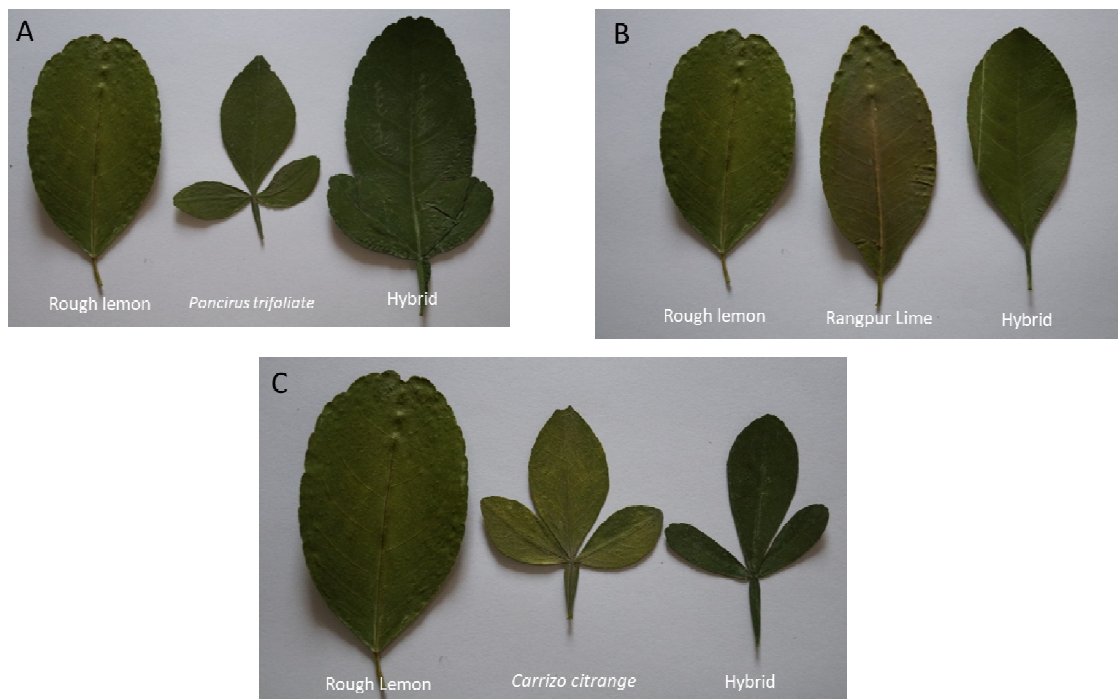 A
Rough lemon
Poncirus trifoliate
Hybrid
B
Rough lemon
Rangpur Lime
Hybrid
C
Rough Lemon
Carrizo citrange
Hybrid